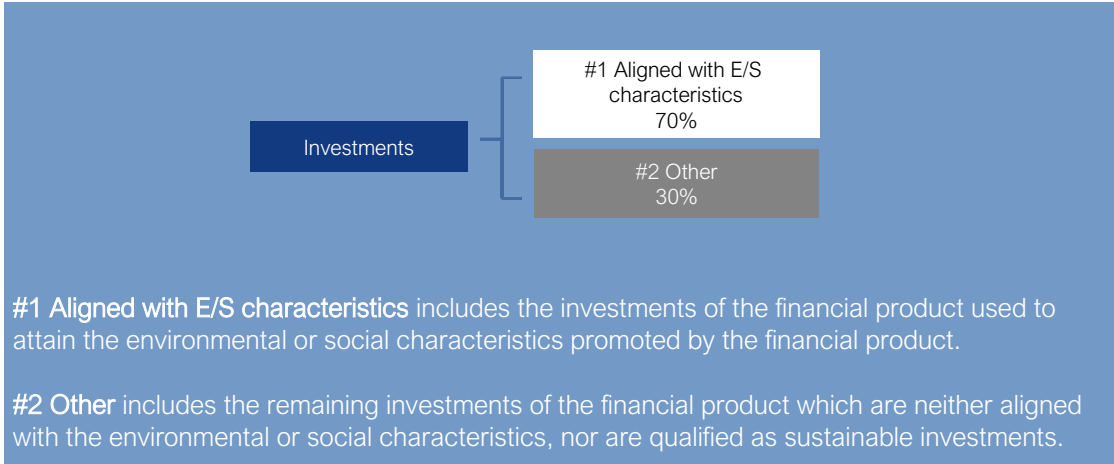 #1 Aligned with E/S
characteristics
70%
Investments
#2 Other
30%
#1 Aligned with E/S characteristics includes the investments of the financial product used to
attain the environmental or social characteristics promoted by the financial product.
#2 Other includes the remaining investments of the financial product which are neither aligned
with the environmental or social characteristics, nor are qualified as sustainable investments.